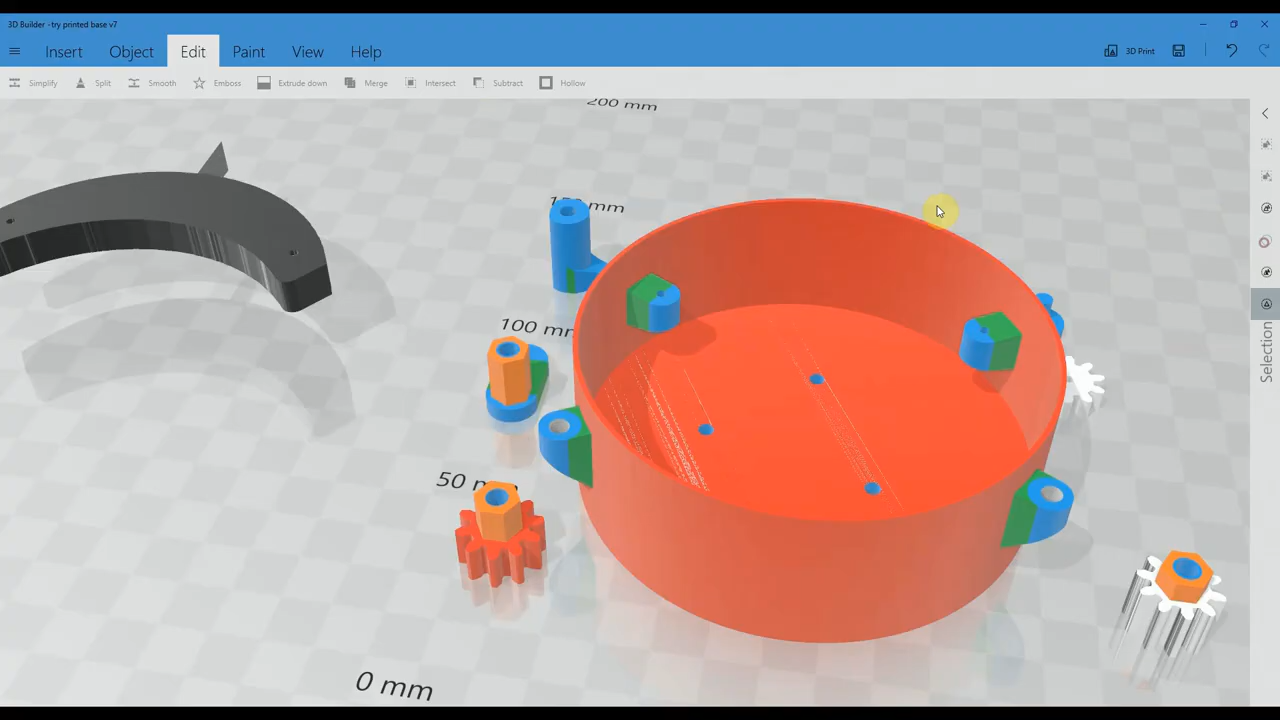 3D Builder - try printed base v7
Insert Object Edit Paint View Help
3D Print
Simplify Split Smooth Emboss Extrude down Merge Intersect Subtract Hollow
200 mm
mm
100 mm
50
0 mm
Selection